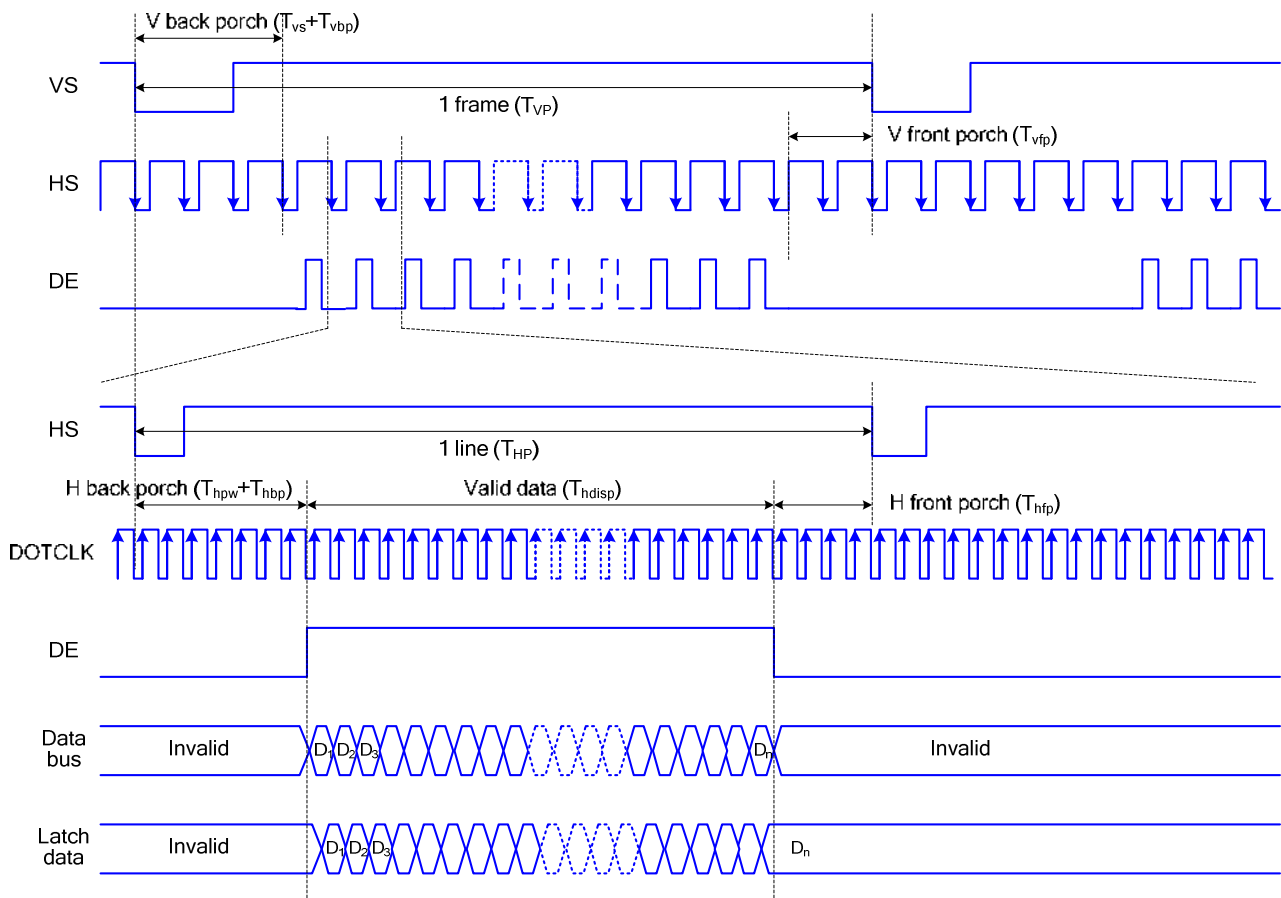 V back porch (Tvs+Tvbp)
VS
1 frame (TVP)
V front porch (Tvfp)
HS
DE
HS
1 line (THP)
H back porch (Thpw+Thbp)
Valid data (Thdisp)
H front porch (Thfp)
DOTCLK
DE
Data
bus
Invalid
D1 D2 D3
Dn
Invalid
Latch
data
Invalid
D1 D2 D3
Dn